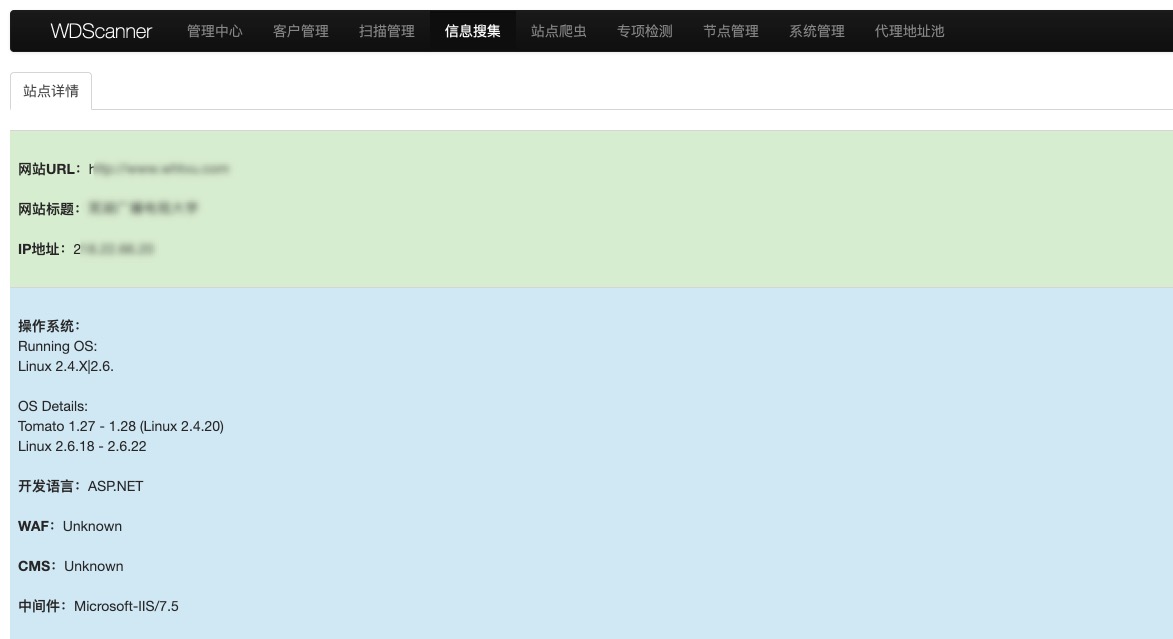 WDScanner 管理中心 客户管理 扫描管理 信息搜集 站点爬虫 专项检测 节点管理 系统管理 代理地址池
站点详情
网站URL： h
网站标题：
IP地址： 2
操作系统：
Running OS:
Linux 2.4.X|2.6.
OS Details:
Tomato 1.27 - 1.28 (Linux 2.4.20)
Linux 2.6.18 - 2.6.22
开发语言： ASP.NET
WAF： Unknown
CMS： Unknown
中间件： Microsoft-IIS/7.5